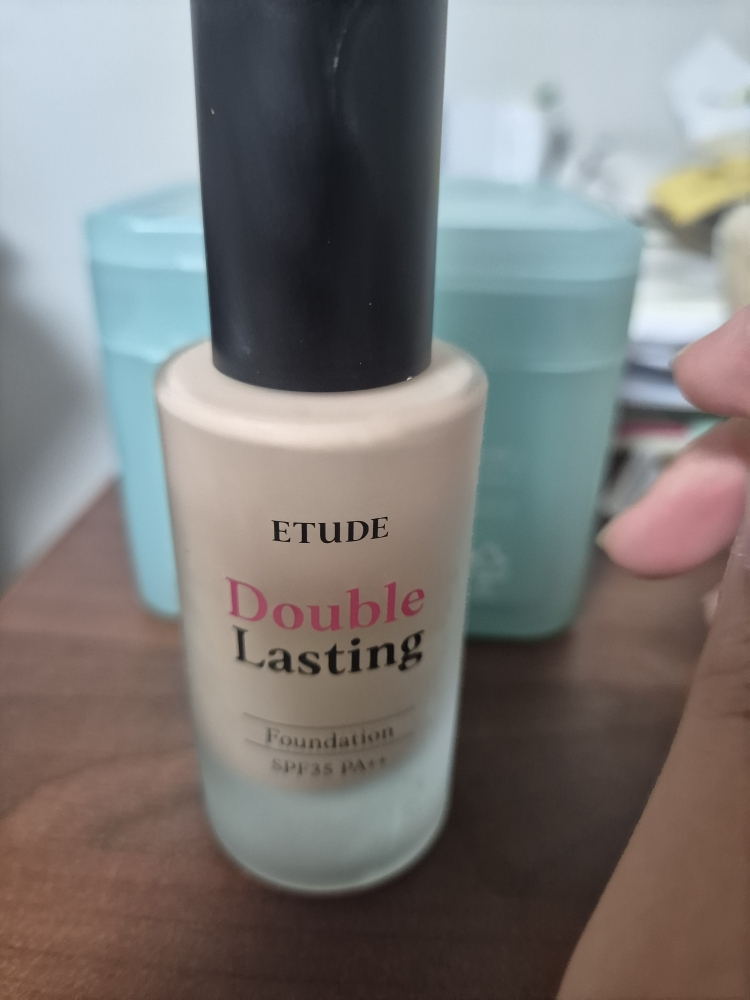 ETUDE
Double
Lasting
Foundation
SPF35 PA++